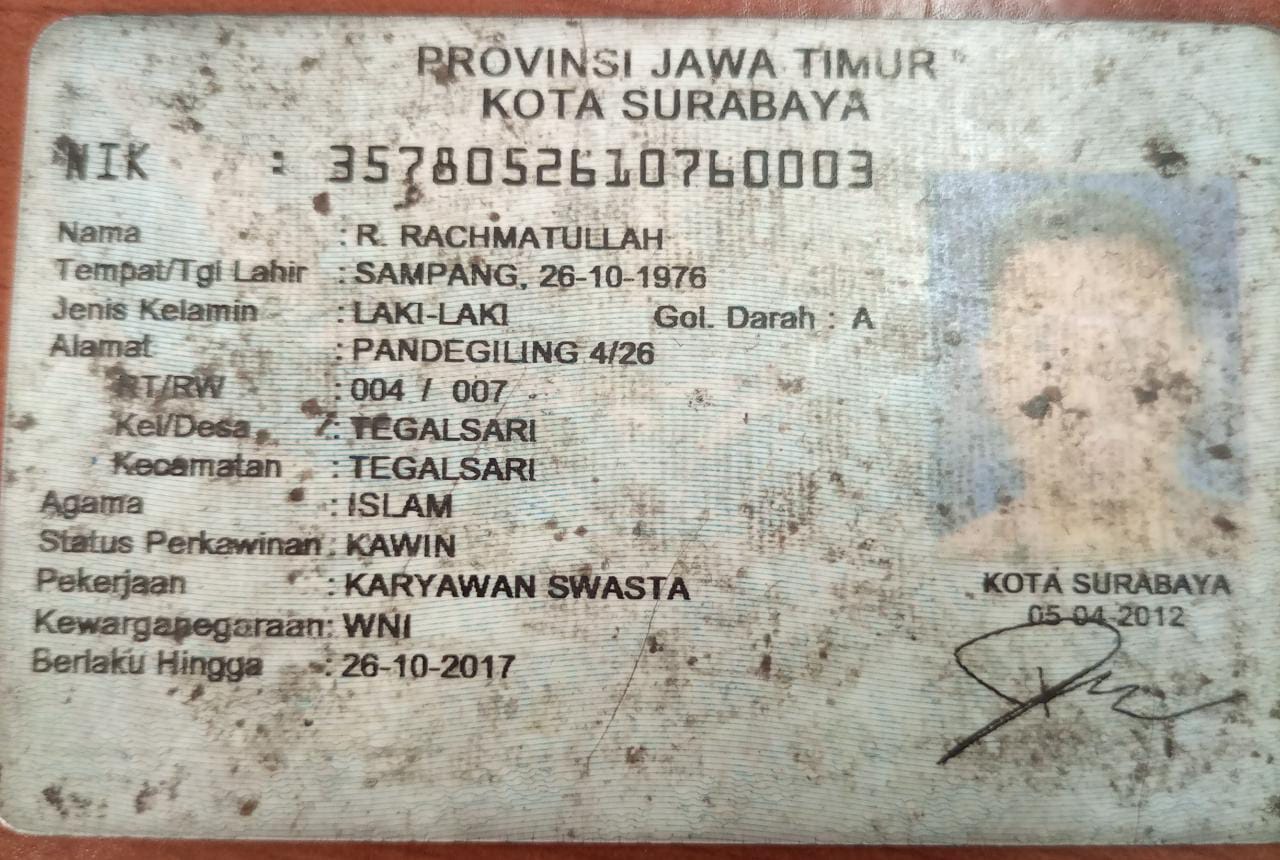 PROVINSI JAWA TIMUR
KOTA SURABAYA
NIK : 3578052610760003
Nama : R. RACHMATULLAH
Tempat/Tgl Lahir : SAMPANG, 26-10-1976
Jenis Kelamin : LAKI-LAKI Gol. Darah : A
Alamat : PANDEGILING 4/26
RT/RW : 004 / 007
Kel/Desa : TEGALSARI
Kecamatan : TEGALSARI
Agama : ISLAM
Status Perkawinan : KAWIN
Pekerjaan : KARYAWAN SWASTA
Kewarganegaraan: WNI
Berlaku Hingga : 26-10-2017
KOTA SURABAYA
05-04-2012